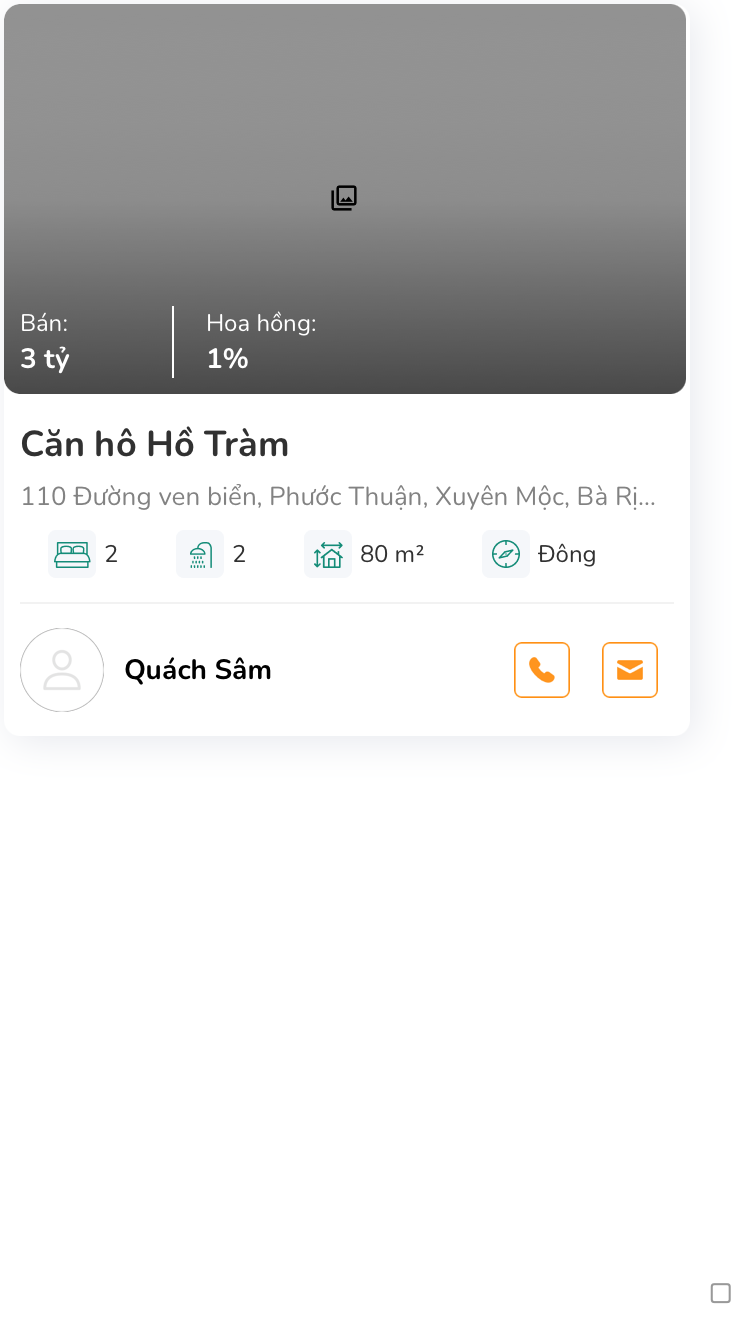 Bán:
3 tỷ
Hoa hồng:
1%
Căn hô Hồ Tràm
110 Đường ven biển, Phước Thuận, Xuyên Mộc, Bà Rị...
2
2
80 m²
Đông
Quách Sâm